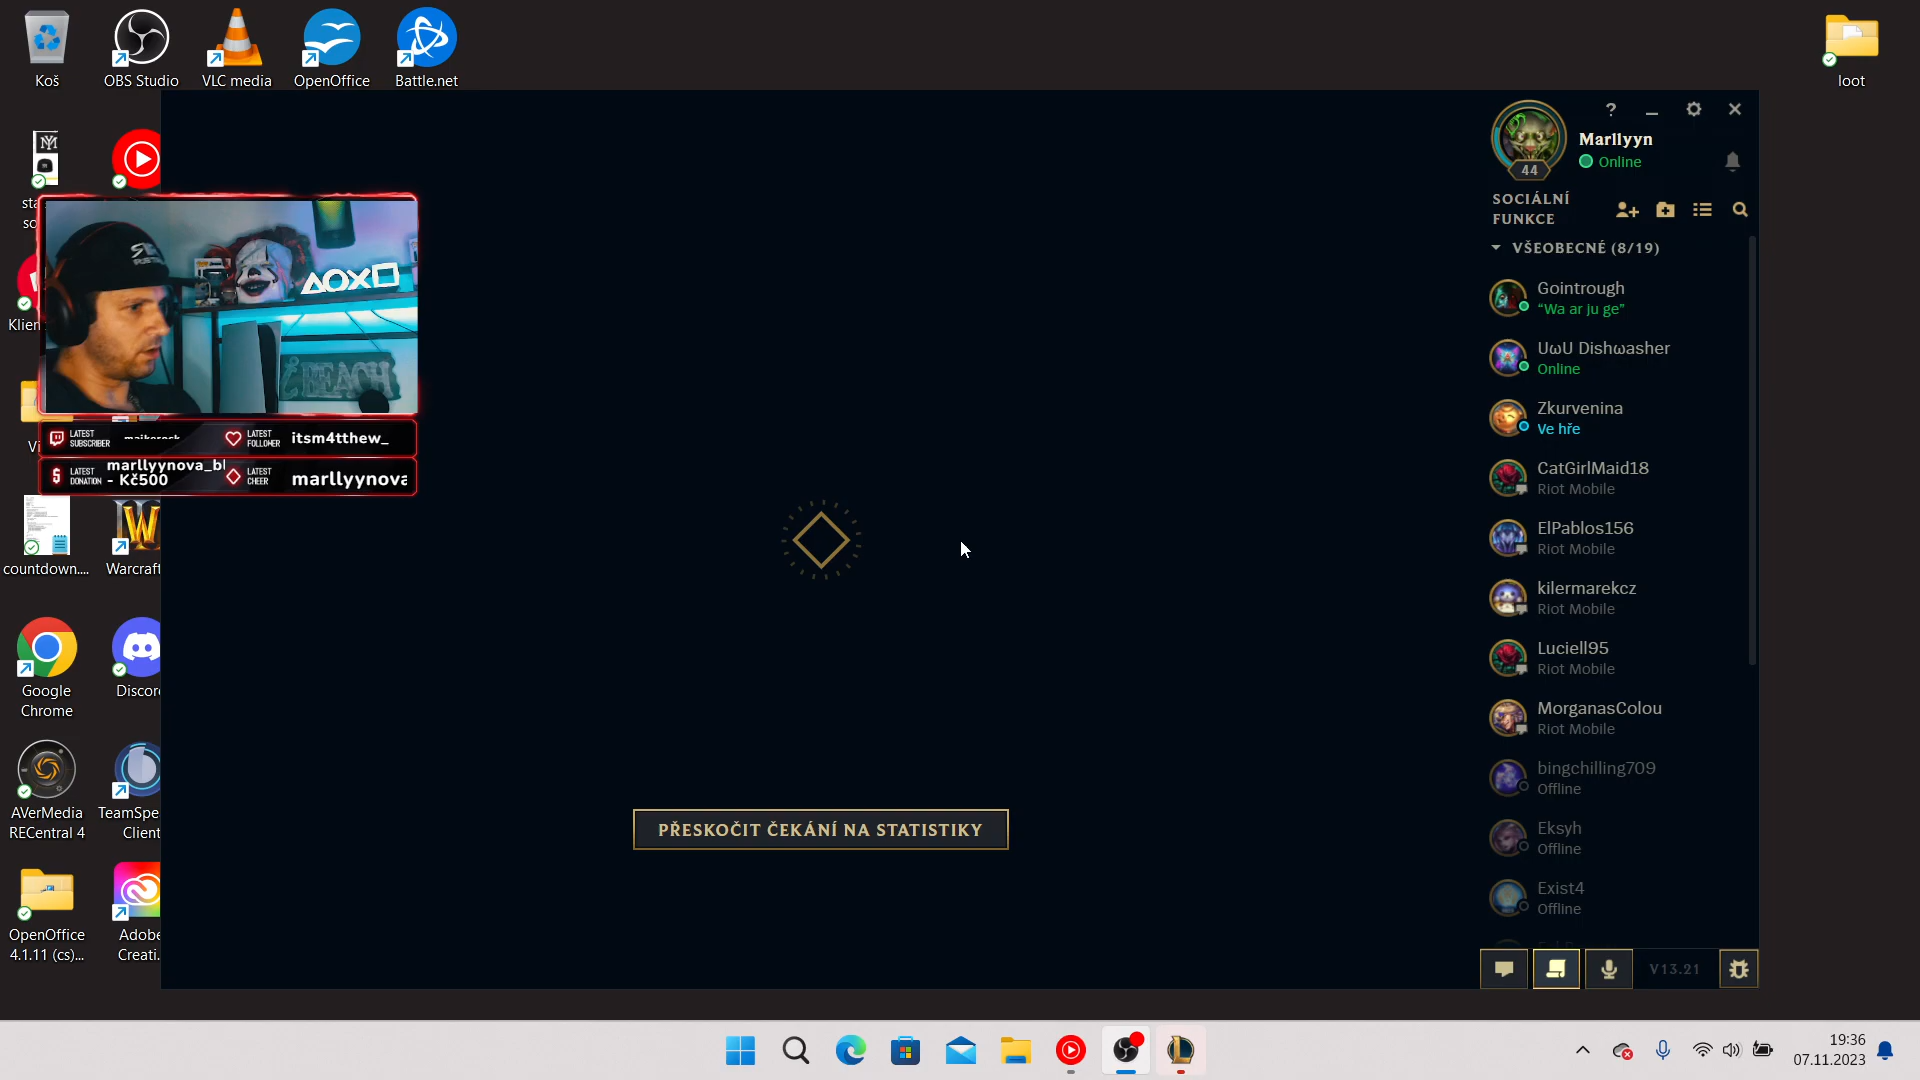 Koš
OBS Studio
VLC media
OpenOffice
Battle.net
loot
?
Marllyyn
Online
44
SOCIÁLNÍ
FUNKCE
VŠEOBECNÉ (8/19)
Gointrough
“Wa ar ju ge”
UωU Dishωasher
Online
Zkurvenina
Ve hře
CatGirlMaid18
Riot Mobile
ElPablos156
Riot Mobile
kilermarekcz
Riot Mobile
Luciell95
Riot Mobile
MorganasColou
Riot Mobile
bingchilling709
Offline
Eksyh
Offline
Exist4
Offline
V13.21
BEACH
LATEST
SUBSCRIBER
LATEST
FOLLOWER
itsm4tthew_
LATEST
DONATION
marllyynova_bl
- Kč500
LATEST
CHEER
marllyynova
Klien
Vi
countdown....
Warcraft
Google
Chrome
Discor
AVerMedia
RECentral 4
TeamSpe
Client
OpenOffice
4.1.11 (cs)...
Adobe
Creati.
PŘESKOČIT ČEKÁNÍ NA STATISTIKY
19:36
07.11.2023